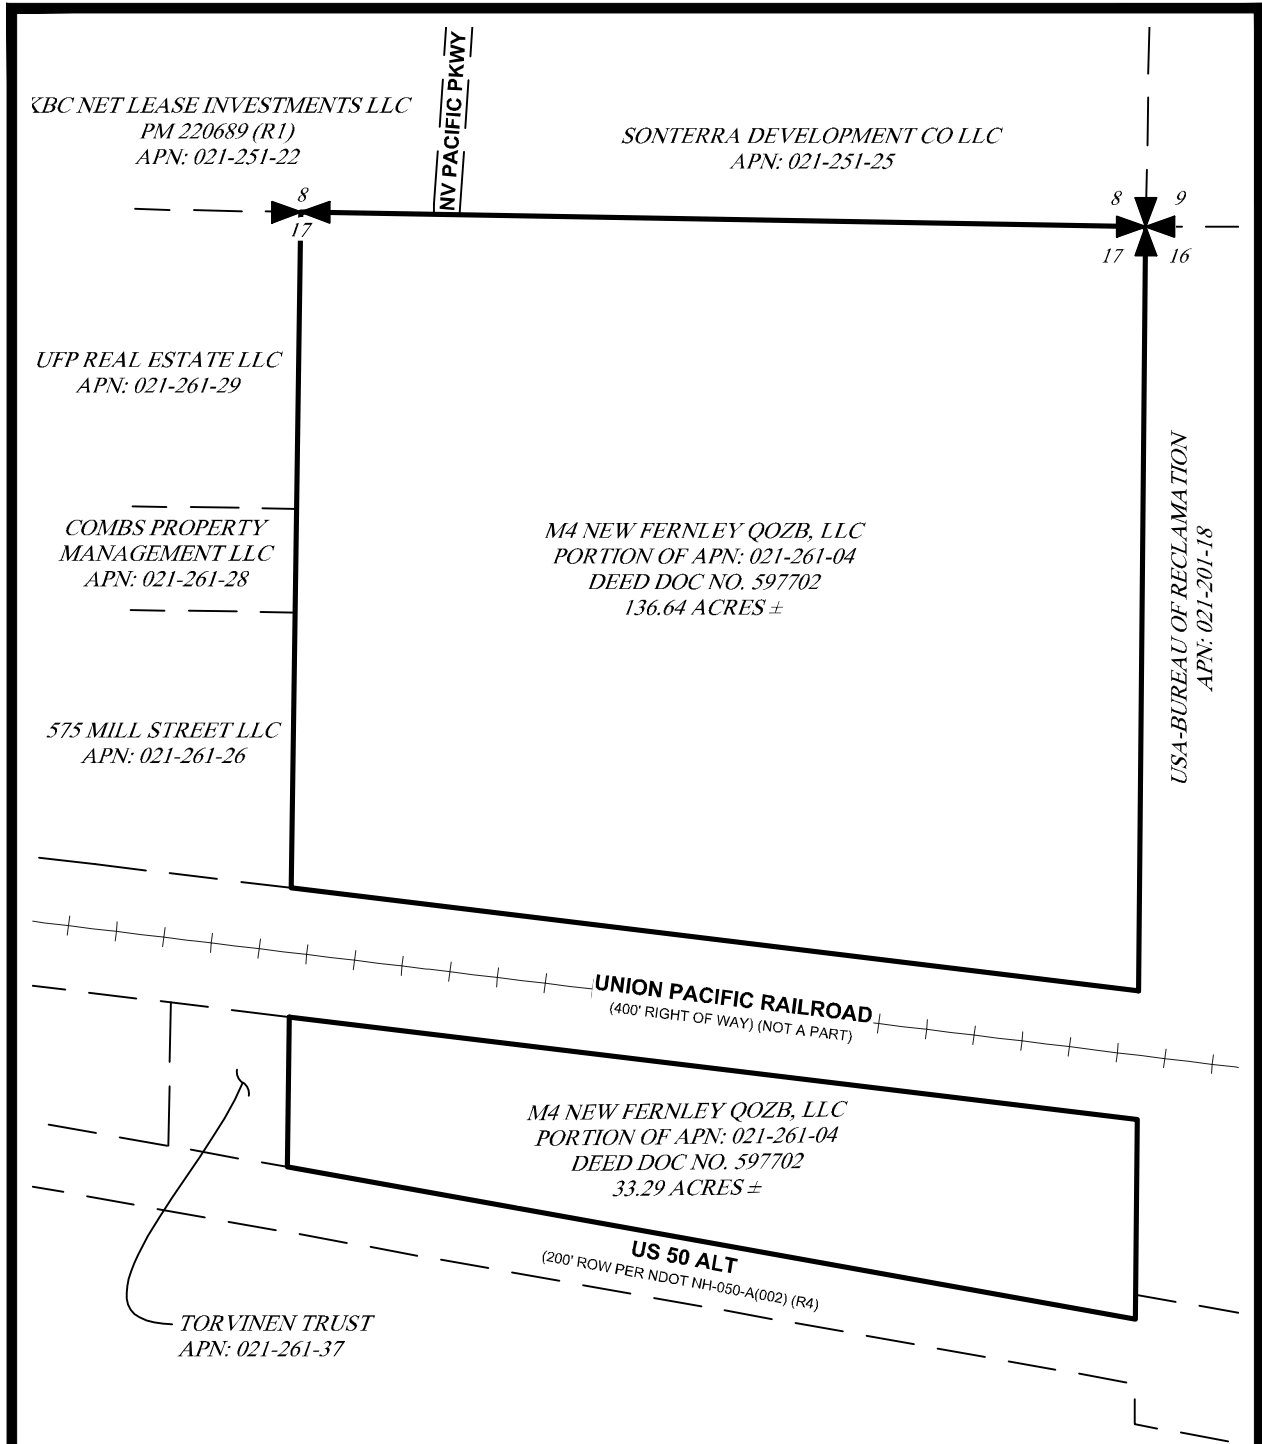 KBC NET LEASE INVESTMENTS LLC
PM 220689 (R1)
APN: 021-251-22
NV PACIFIC PKWY
SONTERRA DEVELOPMENT CO LLC
APN: 021-251-25
8
17
8
9
17
16
UFP REAL ESTATE LLC
APN: 021-261-29
COMBS PROPERTY
MANAGEMENT LLC
APN: 021-261-28
M4 NEW FERNLEY QOZB, LLC
PORTION OF APN: 021-261-04
DEED DOC NO. 597702
136.64 ACRES ±
USA-BUREAU OF RECLAMATION
APN: 021-201-18
575 MILL STREET LLC
APN: 021-261-26
UNION PACIFIC RAILROAD
(400' RIGHT OF WAY) (NOT A PART)
M4 NEW FERNLEY QOZB, LLC
PORTION OF APN: 021-261-04
DEED DOC NO. 597702
33.29 ACRES ±
US 50 ALT
(200' ROW PER NDOT NH-050-A(002) (R4)
TORVINEN TRUST
APN: 021-261-37